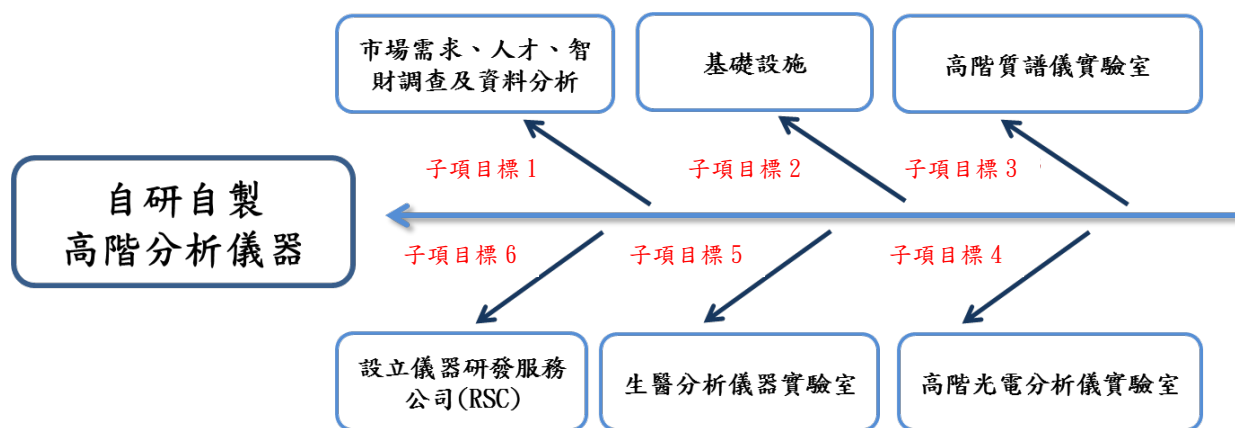 市場需求、人才、智
財調查及資料分析
基礎設施
高階質譜儀實驗室
子項目標1
子項目標2
子項目標3
自研自製
高階分析儀器
子項目標6
子項目標5
子項目標4
設立儀器研發服務
公司(RSC)
生醫分析儀器實驗室
高階光電分析儀實驗室